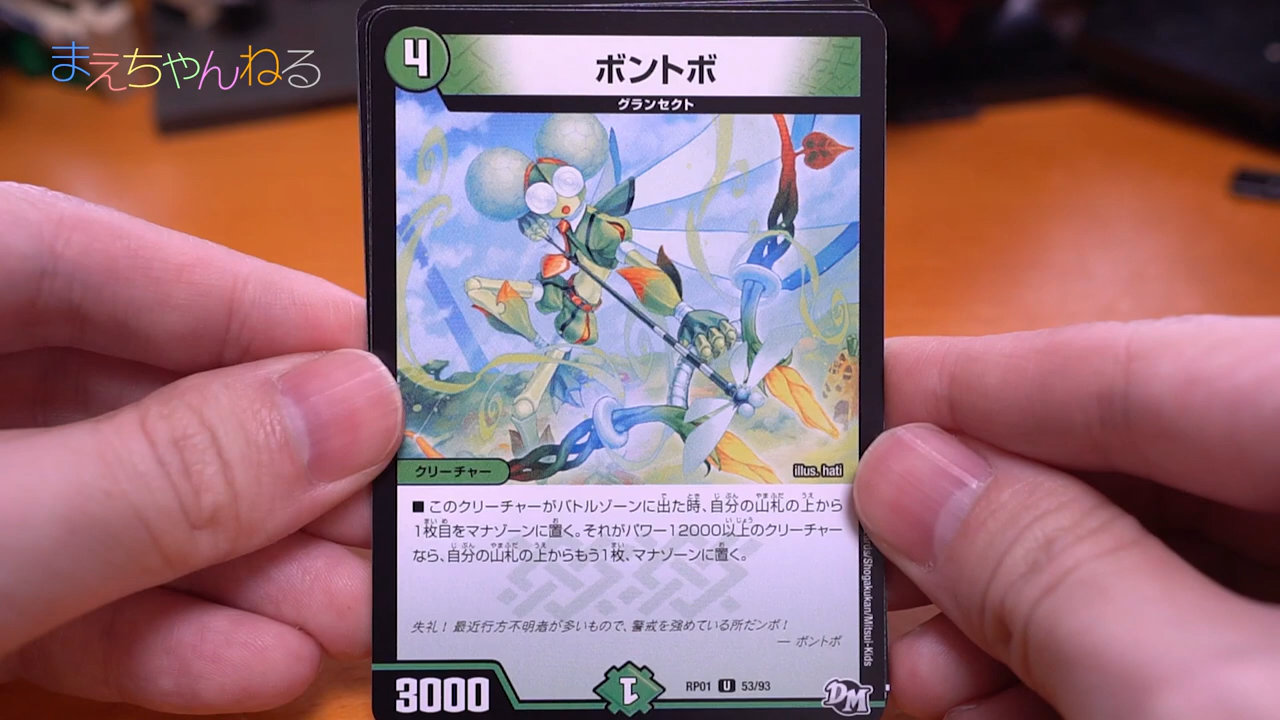 まえちゃんねる
4
ボントボ
グランセクト
クリーチャー
illus. hati
■ このクリーチャーがバトルゾーンに出た時、自分の山札の上から
1枚目をマナゾーンに置く。それがパワー12000以上のクリーチャー
なら、自分の山札の上からもう1枚、マナゾーンに置く。
失礼！最近行方不明者が多いもので、警戒を強めている所だンボ！
— ボントボ
/Shogakukan/Mitsui-Kids
3000
1
RP01 U 53/93
DM